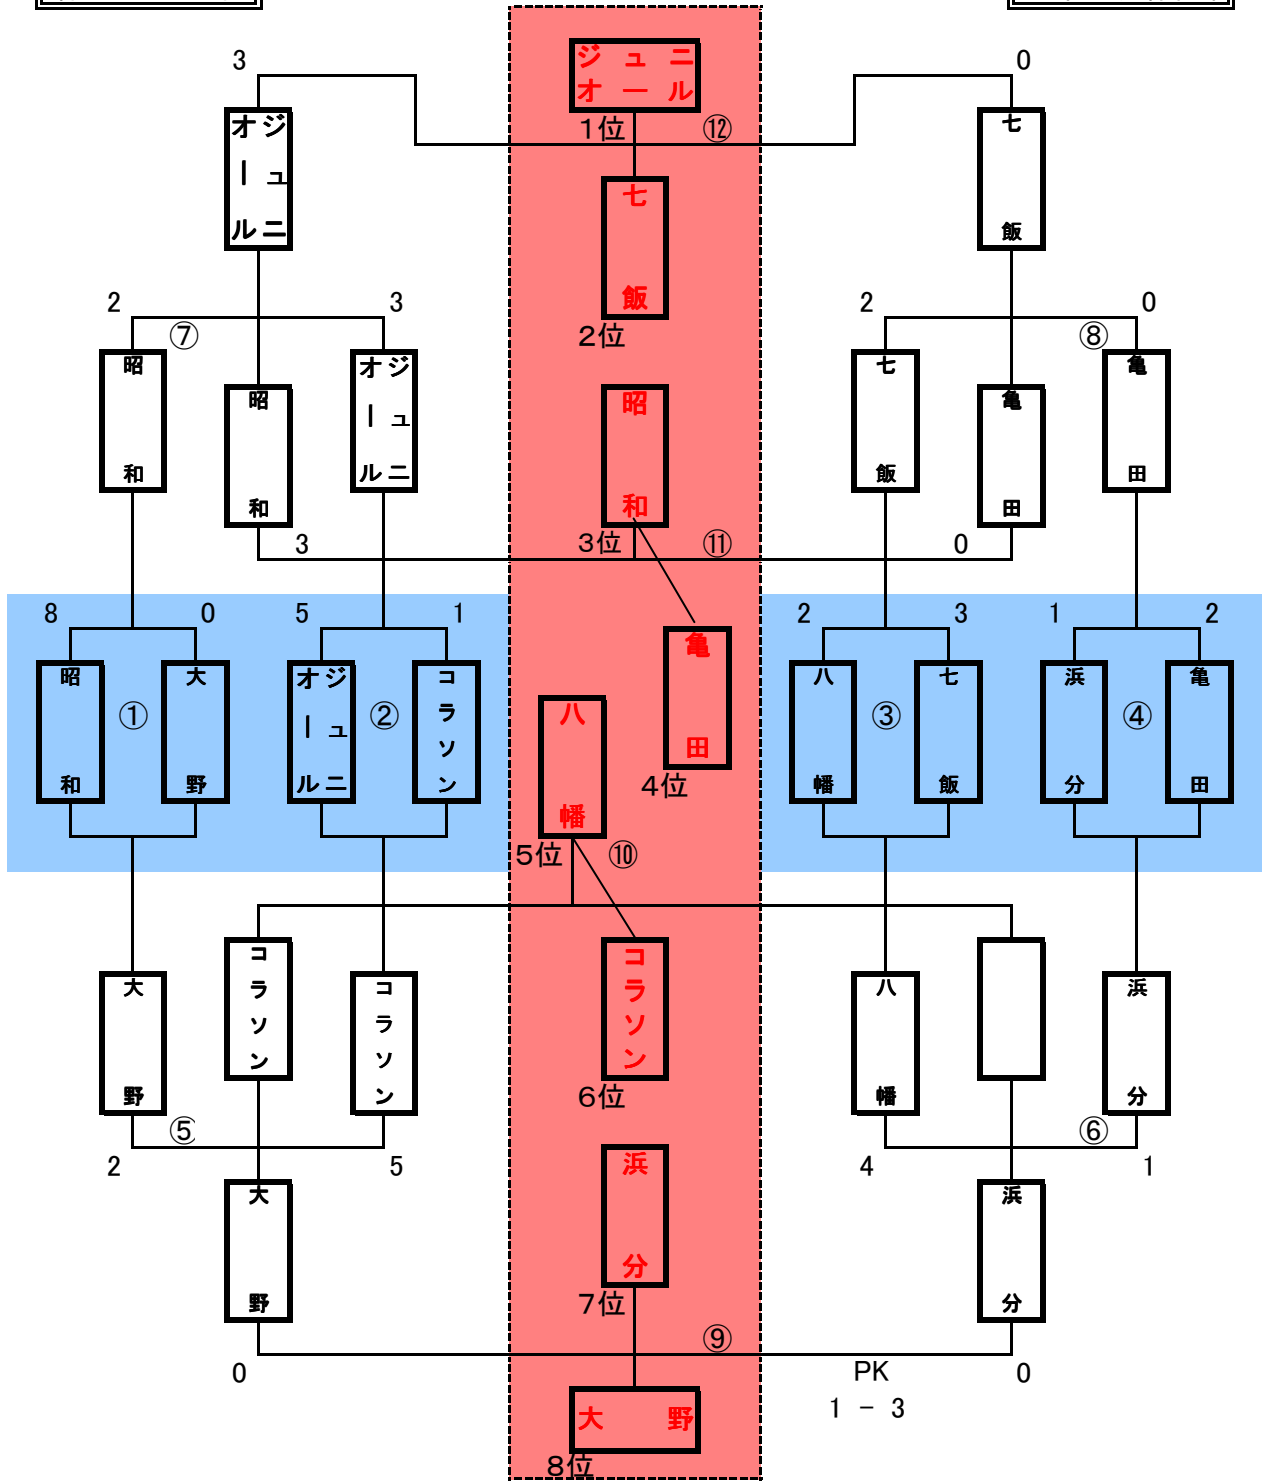 ジュニ
オール
3
0
1位
⑫
ジュニオール
七飯
七飯
2位
2
3
2
0
⑦
⑧
昭和
ジュニオール
七飯
亀田
昭和
昭和
亀田
3
3位
⑪
0
8
0
5
1
2
3
1
2
昭和
①
大野
ジュニオール
②
コラソン
亀田
八幡
③
七飯
浜分
④
亀田
八幡
4位
5位
⑩
コラソン
コラソン
大野
コラソン
八幡
浜分
6位
⑤
⑥
2
5
4
1
浜分
大野
浜分
7位
⑨
0
PK
0
1 - 3
大野
8位